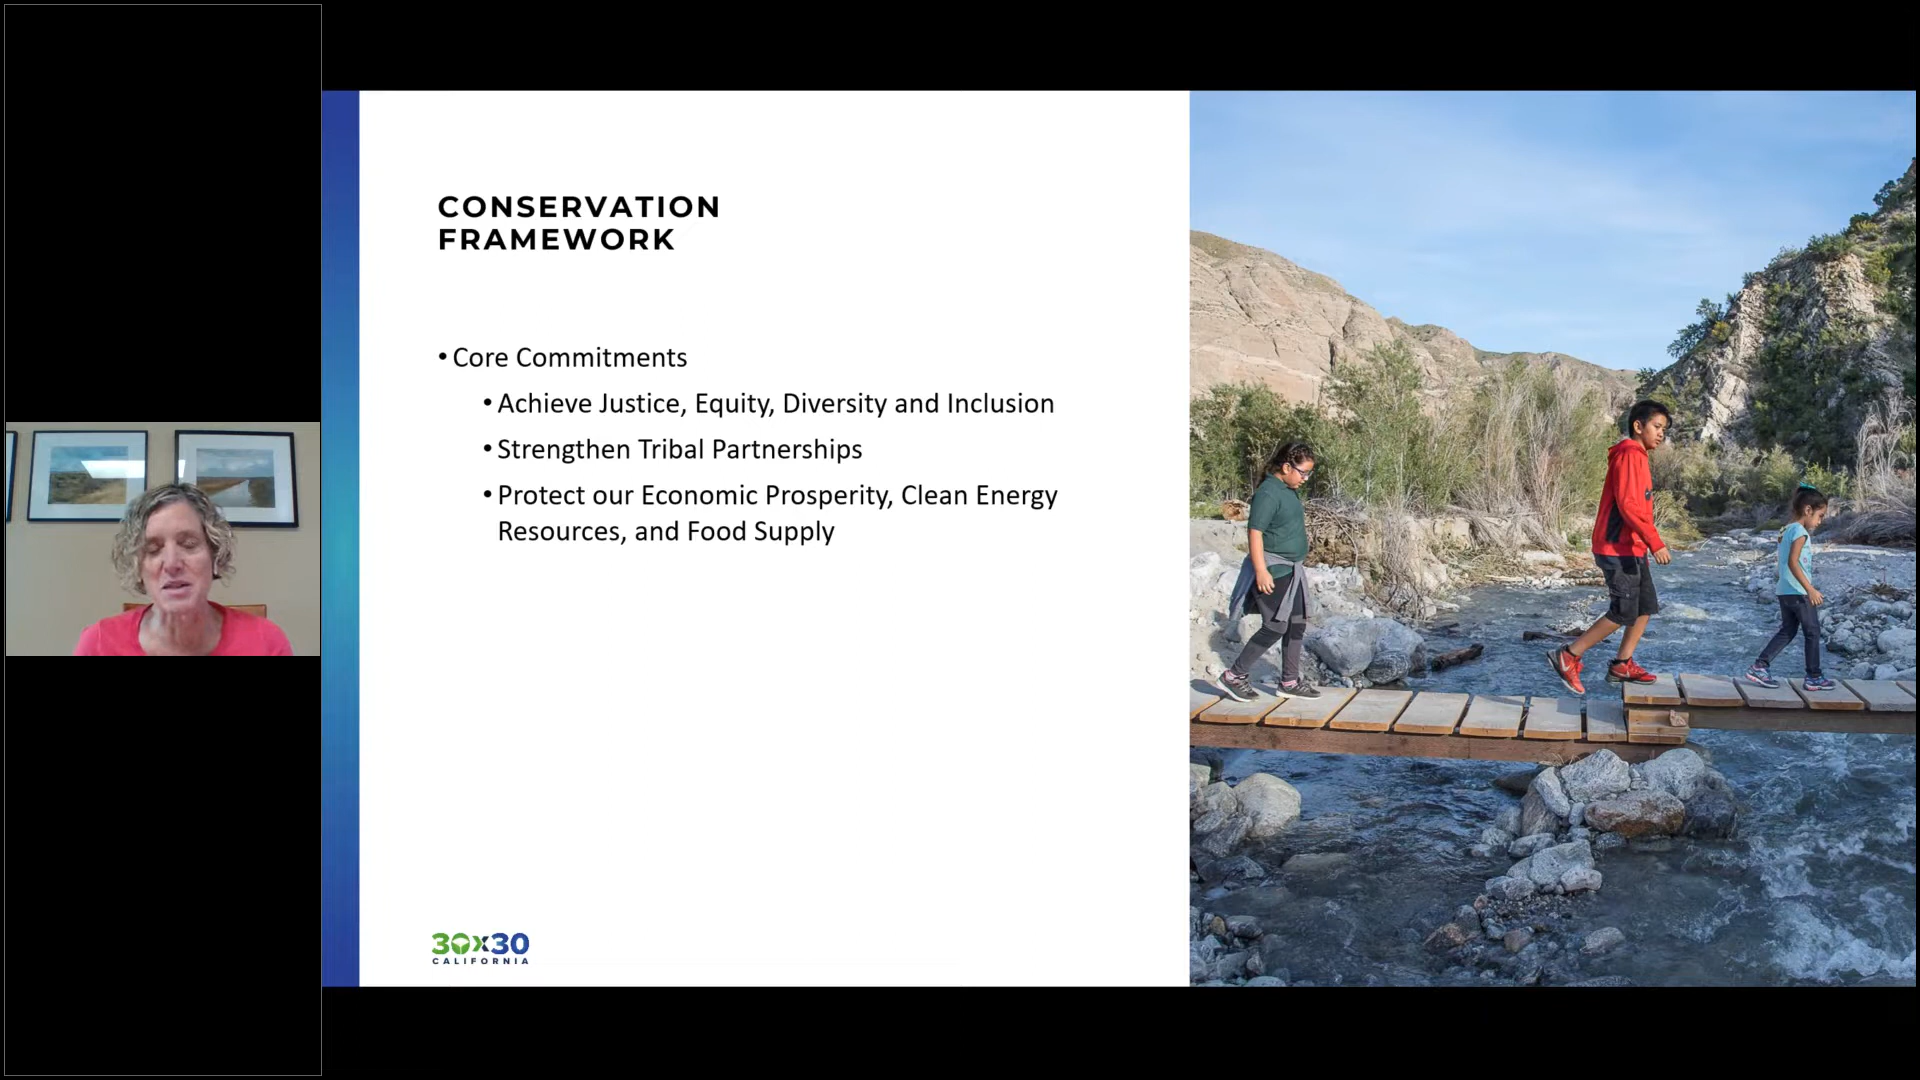 CONSERVATION
FRAMEWORK
• Core Commitments
• Achieve Justice, Equity, Diversity and Inclusion
• Strengthen Tribal Partnerships
• Protect our Economic Prosperity, Clean Energy
Resources, and Food Supply
30x30
CALIFORNIA